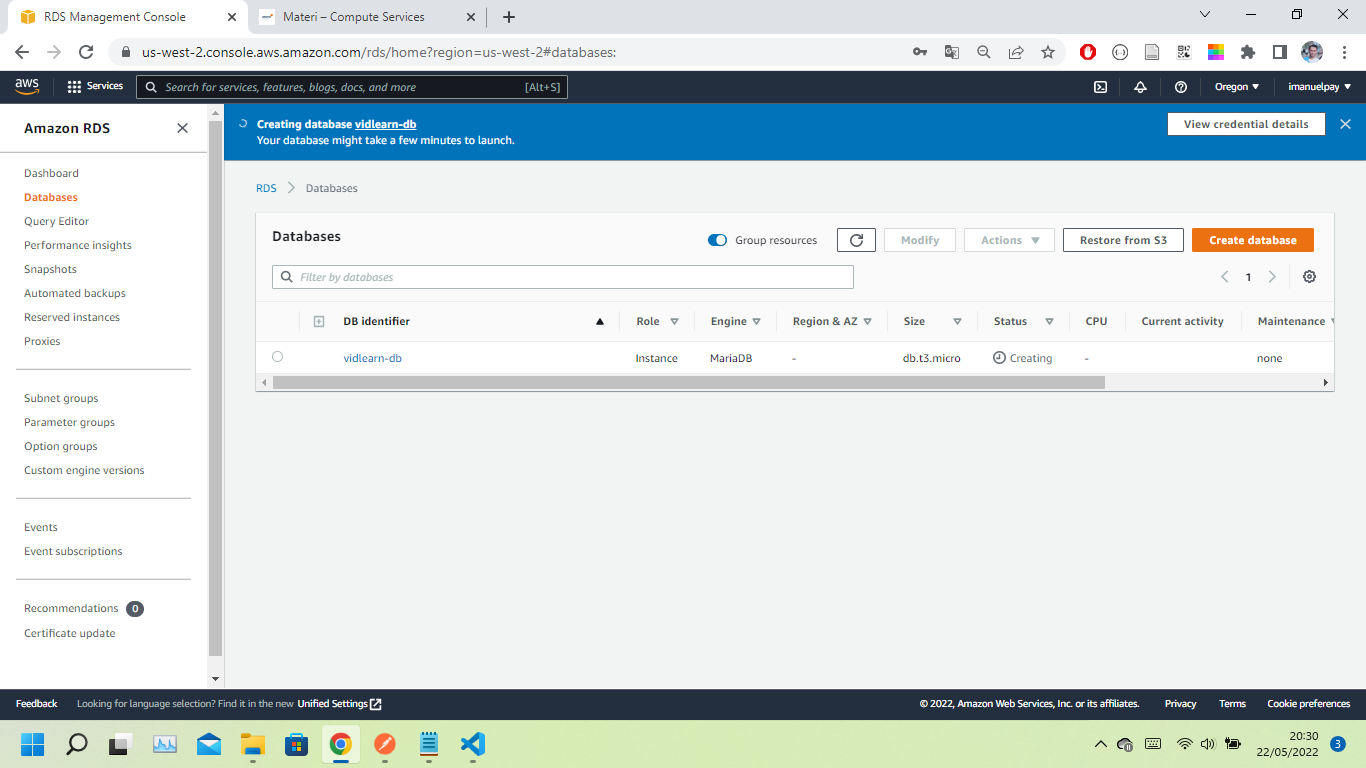 RDS Management Console
Materi – Compute Services
us-west-2.console.aws.amazon.com/rds/home?region=us-west-2#databases:
aws
Services
Search for services, features, blogs, docs, and more
[Alt+S]
Oregon
imanuelpay
Amazon RDS
Dashboard
Databases
Query Editor
Performance insights
Snapshots
Automated backups
Reserved instances
Proxies
Subnet groups
Parameter groups
Option groups
Custom engine versions
Events
Event subscriptions
Recommendations 0
Certificate update
Creating database vidlearn-db
Your database might take a few minutes to launch.
View credential details
RDS
Databases
Databases
Group resources
Modify
Actions
Restore from S3
Create database
Filter by databases
1
DB identifier Role Engine Region & AZ Size Status CPU Current activity Maintenance
vidlearn-db Instance MariaDB - db.t3.micro Creating - none
Feedback
Looking for language selection? Find it in the new Unified Settings
© 2022, Amazon Web Services, Inc. or its affiliates.
Privacy
Terms
Cookie preferences
20:30
22/05/2022
3